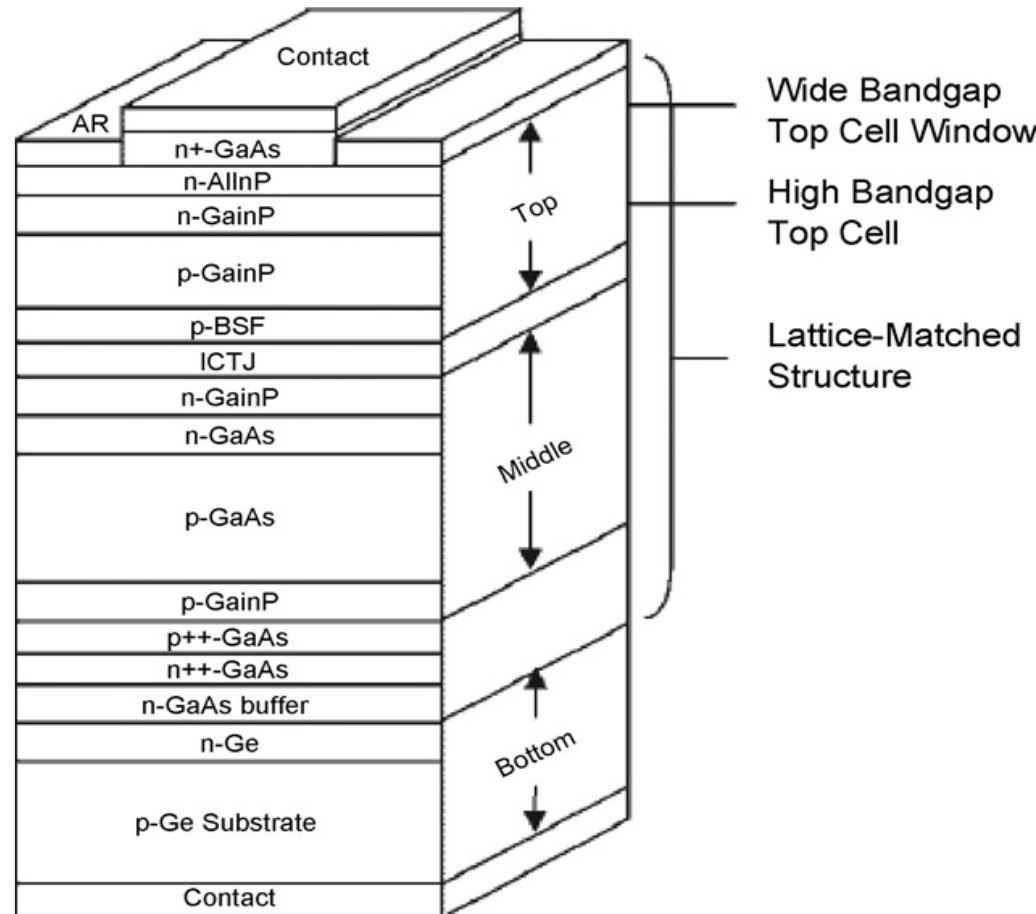 Contact
AR
n+-GaAs
n-AlInP
n-GainP
p-GainP
p-BSF
ICTJ
n-GainP
n-GaAs
p-GaAs
p-GainP
p++-GaAs
n++-GaAs
n-GaAs buffer
n-Ge
p-Ge Substrate
Contact
Top
Middle
Bottom
Wide Bandgap
Top Cell Window
High Bandgap
Top Cell
Lattice-Matched
Structure